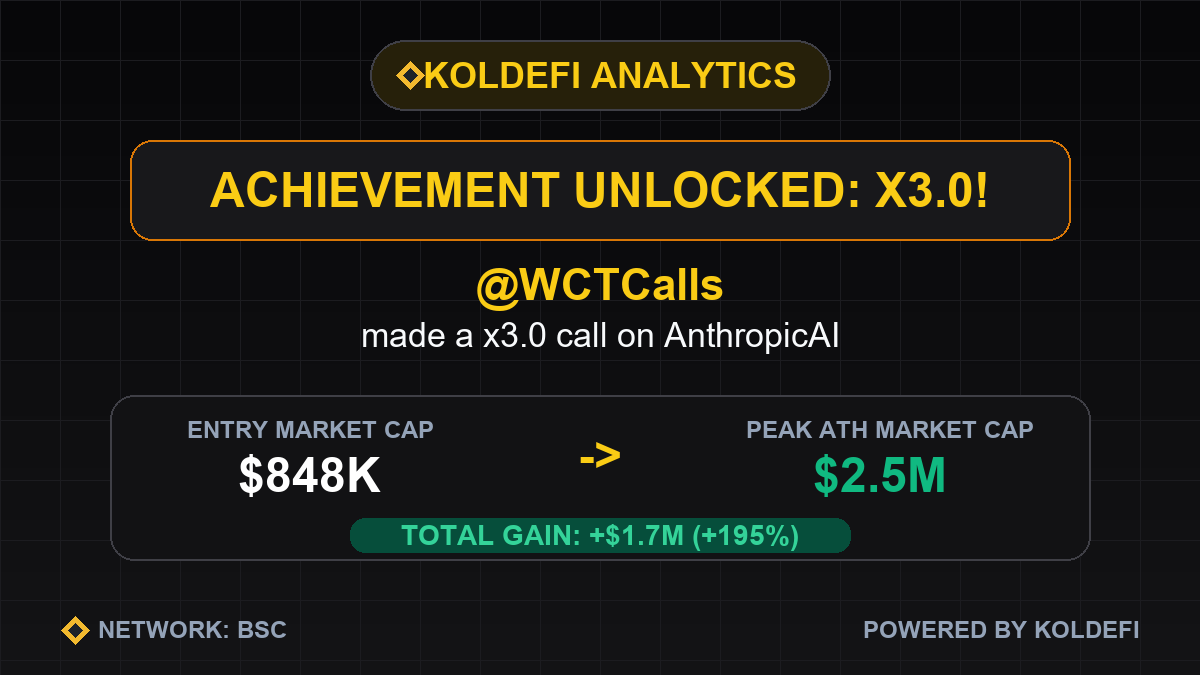 KOLDEFI ANALYTICS
ACHIEVEMENT UNLOCKED: X3.0!
@WCTCalls
made a x3.0 call on AnthropicAI
ENTRY MARKET CAP
$848K
->
PEAK ATH MARKET CAP
$2.5M
TOTAL GAIN: +$1.7M (+195%)
NETWORK: BSC
POWERED BY KOLDEFI